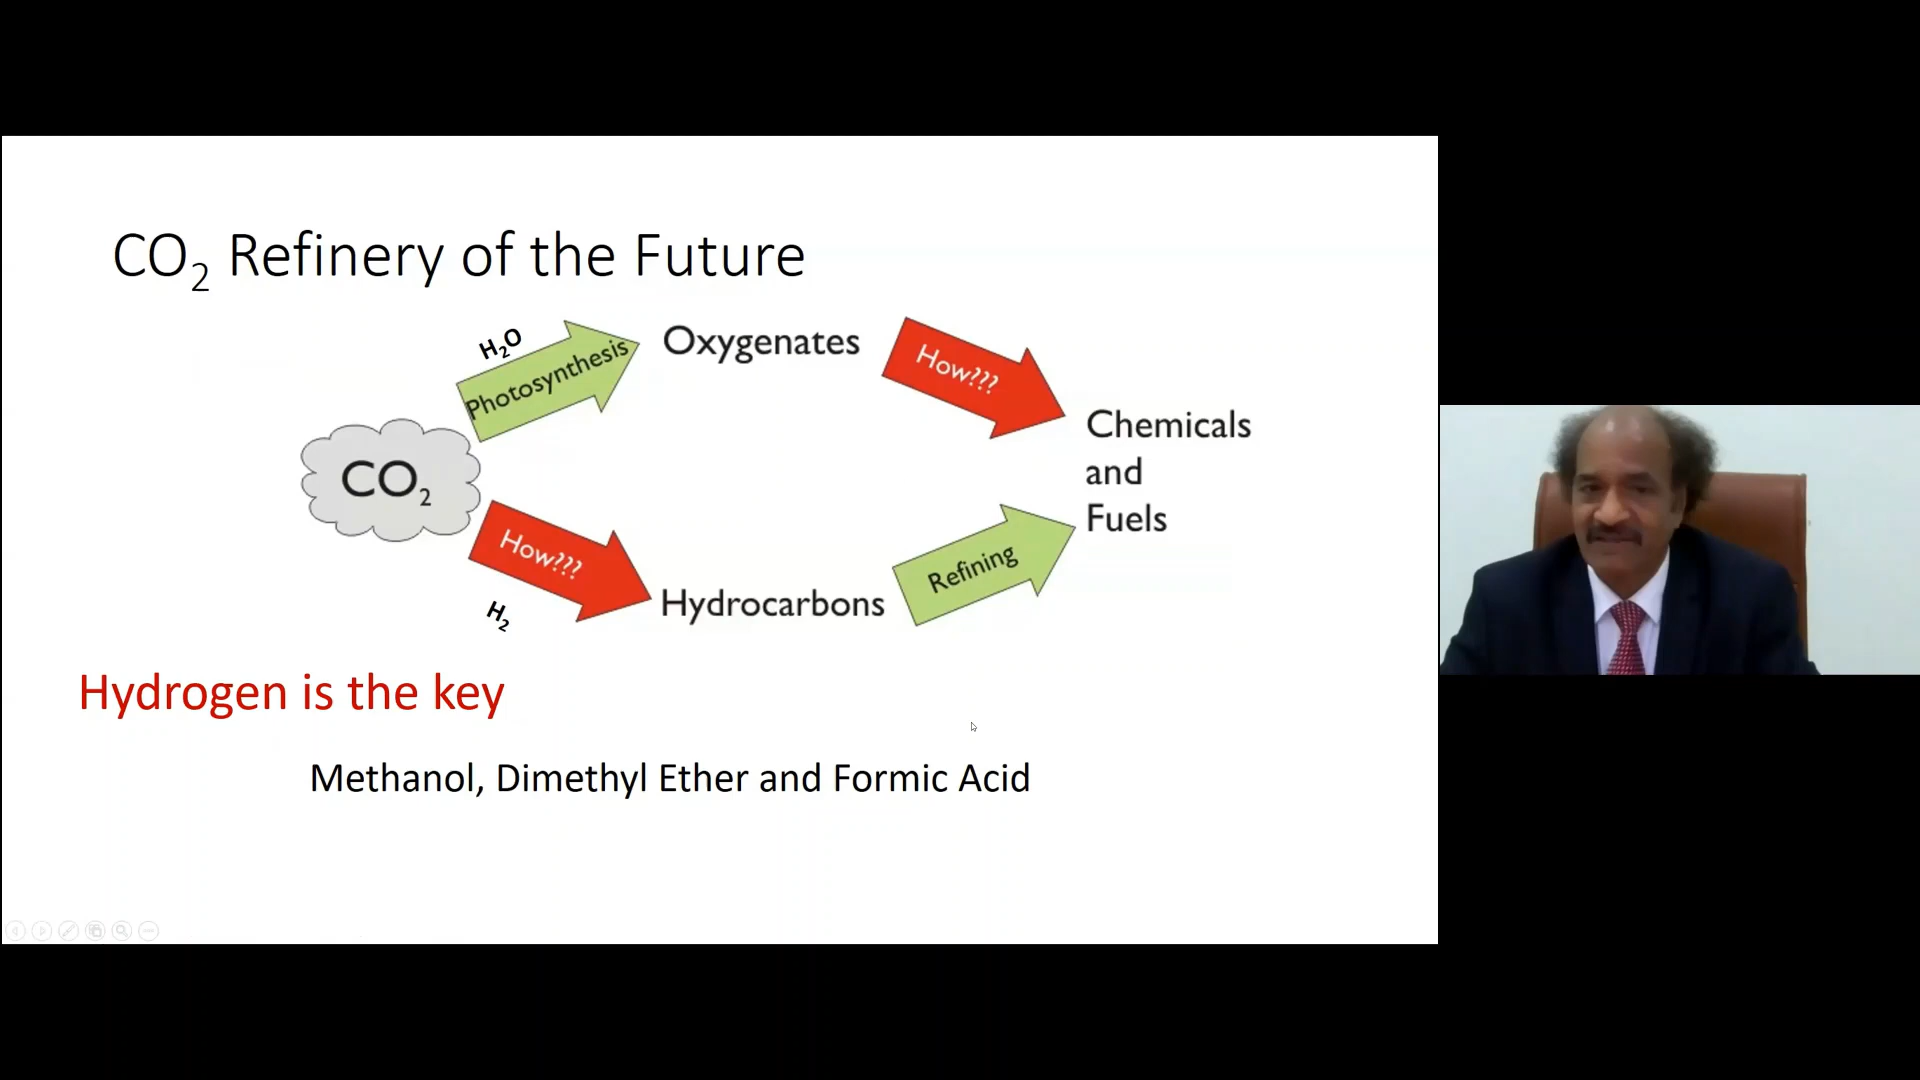 CO₂ Refinery of the Future
H₂O
Photosynthesis
Oxygenates
How???
CO₂
Chemicals
and
Fuels
How???
H₂
Hydrocarbons
Refining
Hydrogen is the key
Methanol, Dimethyl Ether and Formic Acid